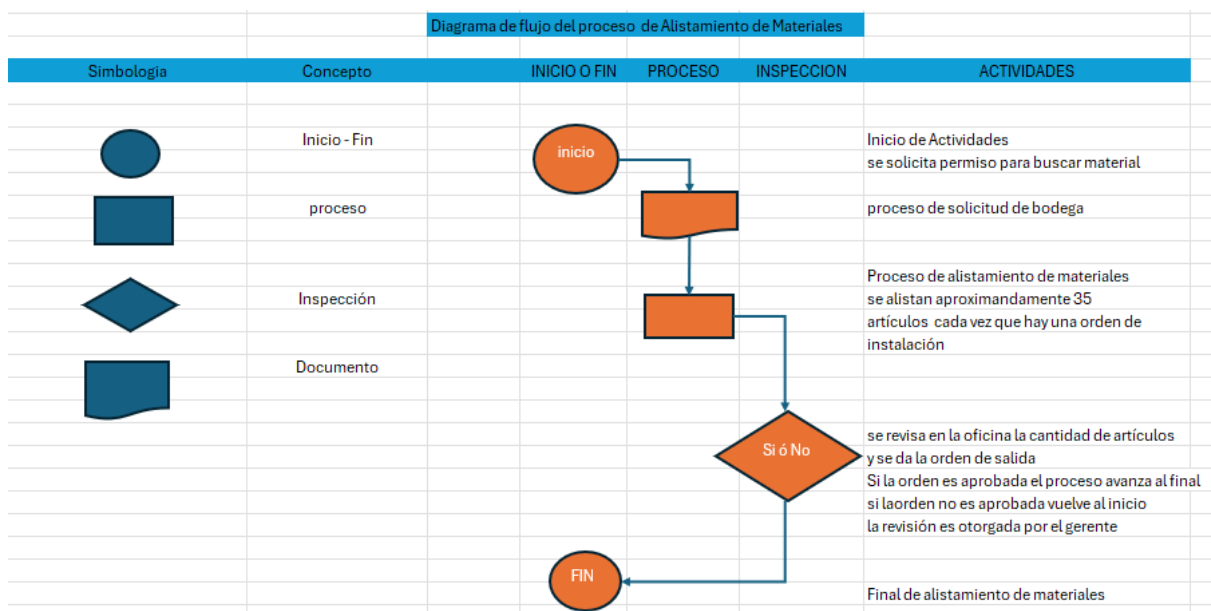 Diagrama de flujo del proceso de Alistamiento de Materiales
Simbologia Concepto INICIO O FIN PROCESO INSPECCION ACTIVIDADES
Inicio - Fin
inicio
Inicio de Actividades
se solicita permiso para buscar material
proceso
proceso de solicitud de bodega
Inspección
Proceso de alistamiento de materiales
se alistan aproximandamente 35
artículos cada vez que hay una orden de
instalación
Documento
Si ó No
se revisa en la oficina la cantidad de artículos
y se da la orden de salida
Si la orden es aprobada el proceso avanza al final
si laorden no es aprobada vuelve al inicio
la revisión es otorgada por el gerente
FIN
Final de alistamiento de materiales